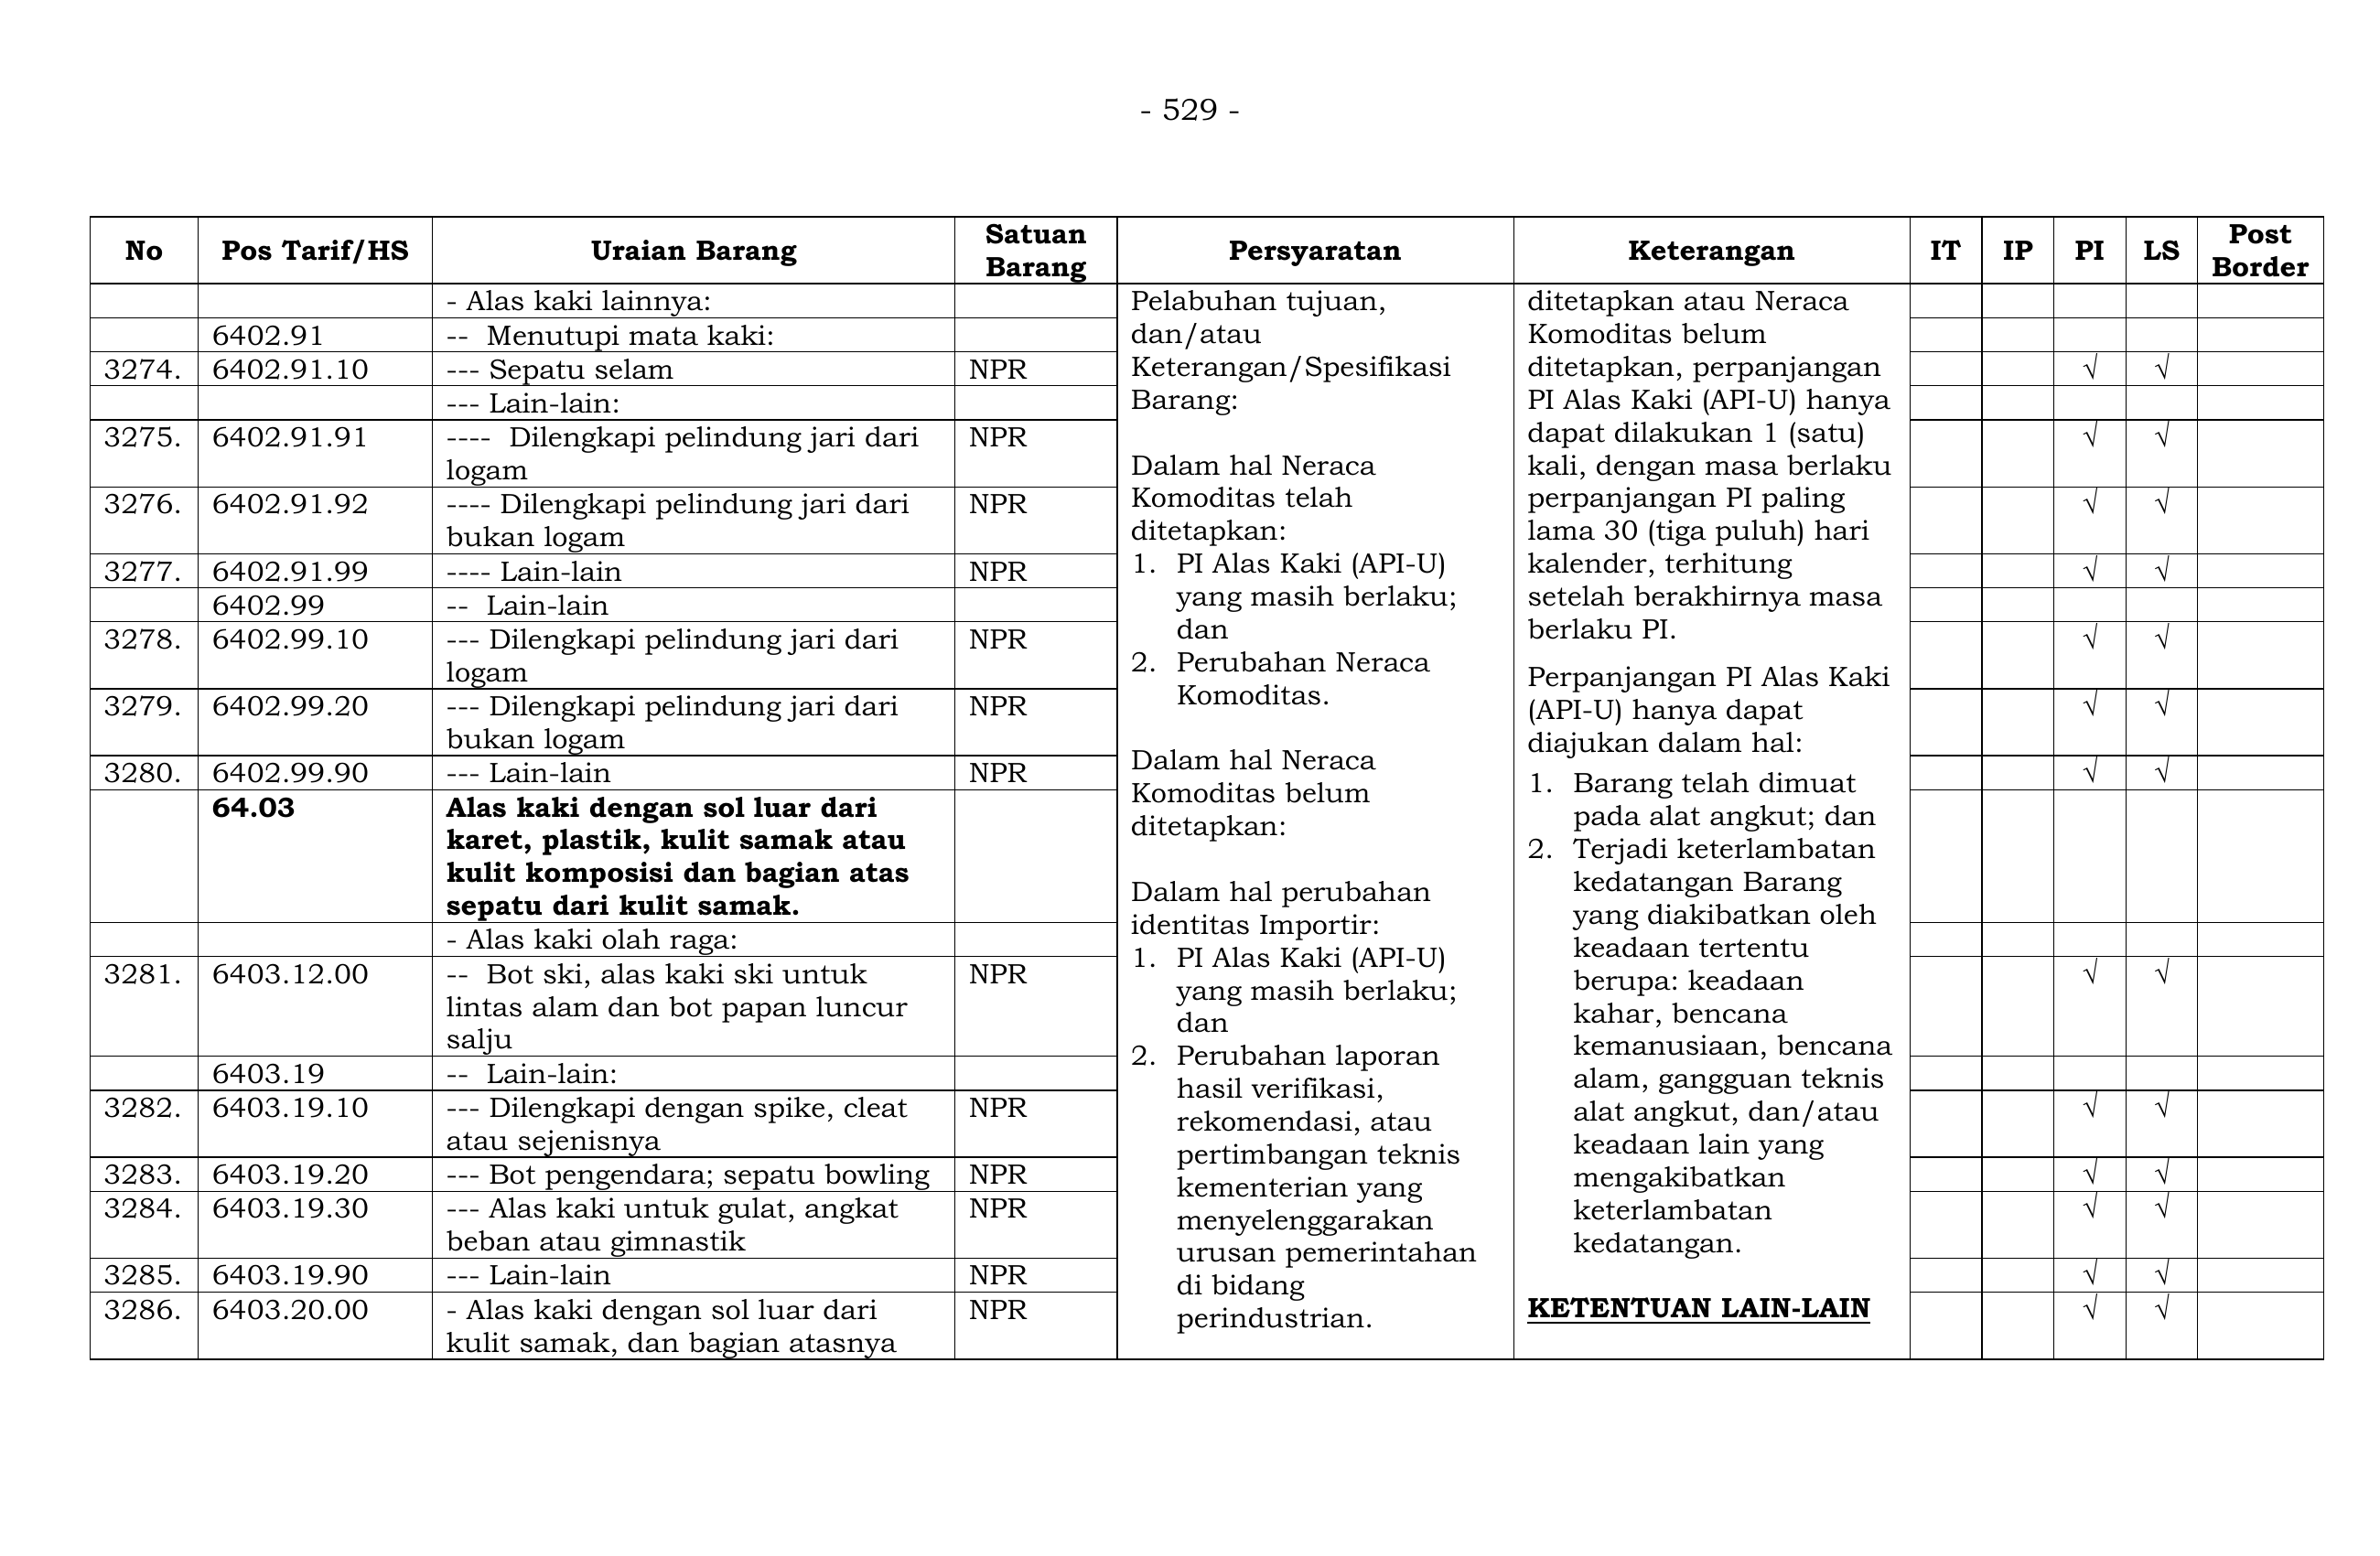 - 529 -
No Pos Tarif/HS Uraian Barang Satuan Barang Persyaratan Keterangan IT IP PI LS Post Border
- Alas kaki lainnya:
6402.91 -- Menutupi mata kaki:
3274. 6402.91.10 --- Sepatu selam NPR √ √
--- Lain-lain:
3275. 6402.91.91 ---- Dilengkapi pelindung jari dari NPR √ √
logam
3276. 6402.91.92 ---- Dilengkapi pelindung jari dari NPR √ √
bukan logam
3277. 6402.91.99 ---- Lain-lain NPR √ √
6402.99 -- Lain-lain
3278. 6402.99.10 --- Dilengkapi pelindung jari dari NPR √ √
logam
3279. 6402.99.20 --- Dilengkapi pelindung jari dari NPR √ √
bukan logam
3280. 6402.99.90 --- Lain-lain NPR √ √
64.03 Alas kaki dengan sol luar dari
karet, plastik, kulit samak atau
kulit komposisi dan bagian atas
sepatu dari kulit samak.
- Alas kaki olah raga:
3281. 6403.12.00 -- Bot ski, alas kaki ski untuk NPR √ √
lintas alam dan bot papan luncur
salju
6403.19 -- Lain-lain:
3282. 6403.19.10 --- Dilengkapi dengan spike, cleat NPR √ √
atau sejenisnya
3283. 6403.19.20 --- Bot pengendara; sepatu bowling NPR √ √
3284. 6403.19.30 --- Alas kaki untuk gulat, angkat NPR √ √
beban atau gimnastik
3285. 6403.19.90 --- Lain-lain NPR √ √
3286. 6403.20.00 - Alas kaki dengan sol luar dari NPR √ √
kulit samak, dan bagian atasnya
Pelabuhan tujuan,
dan/atau
Keterangan/Spesifikasi
Barang:
Dalam hal Neraca
Komoditas telah
ditetapkan:
1. PI Alas Kaki (API-U)
yang masih berlaku;
dan
2. Perubahan Neraca
Komoditas.
Dalam hal Neraca
Komoditas belum
ditetapkan:
Dalam hal perubahan
identitas Importir:
1. PI Alas Kaki (API-U)
yang masih berlaku;
dan
2. Perubahan laporan
hasil verifikasi,
rekomendasi, atau
pertimbangan teknis
kementerian yang
menyelenggarakan
urusan pemerintahan
di bidang
perindustrian.
ditetapkan atau Neraca
Komoditas belum
ditetapkan, perpanjangan
PI Alas Kaki (API-U) hanya
dapat dilakukan 1 (satu)
kali, dengan masa berlaku
perpanjangan PI paling
lama 30 (tiga puluh) hari
kalender, terhitung
setelah berakhirnya masa
berlaku PI.
Perpanjangan PI Alas Kaki
(API-U) hanya dapat
diajukan dalam hal:
1. Barang telah dimuat
pada alat angkut; dan
2. Terjadi keterlambatan
kedatangan Barang
yang diakibatkan oleh
keadaan tertentu
berupa: keadaan
kahar, bencana
kemanusiaan, bencana
alam, gangguan teknis
alat angkut, dan/atau
keadaan lain yang
mengakibatkan
keterlambatan
kedatangan.
KETENTUAN LAIN-LAIN